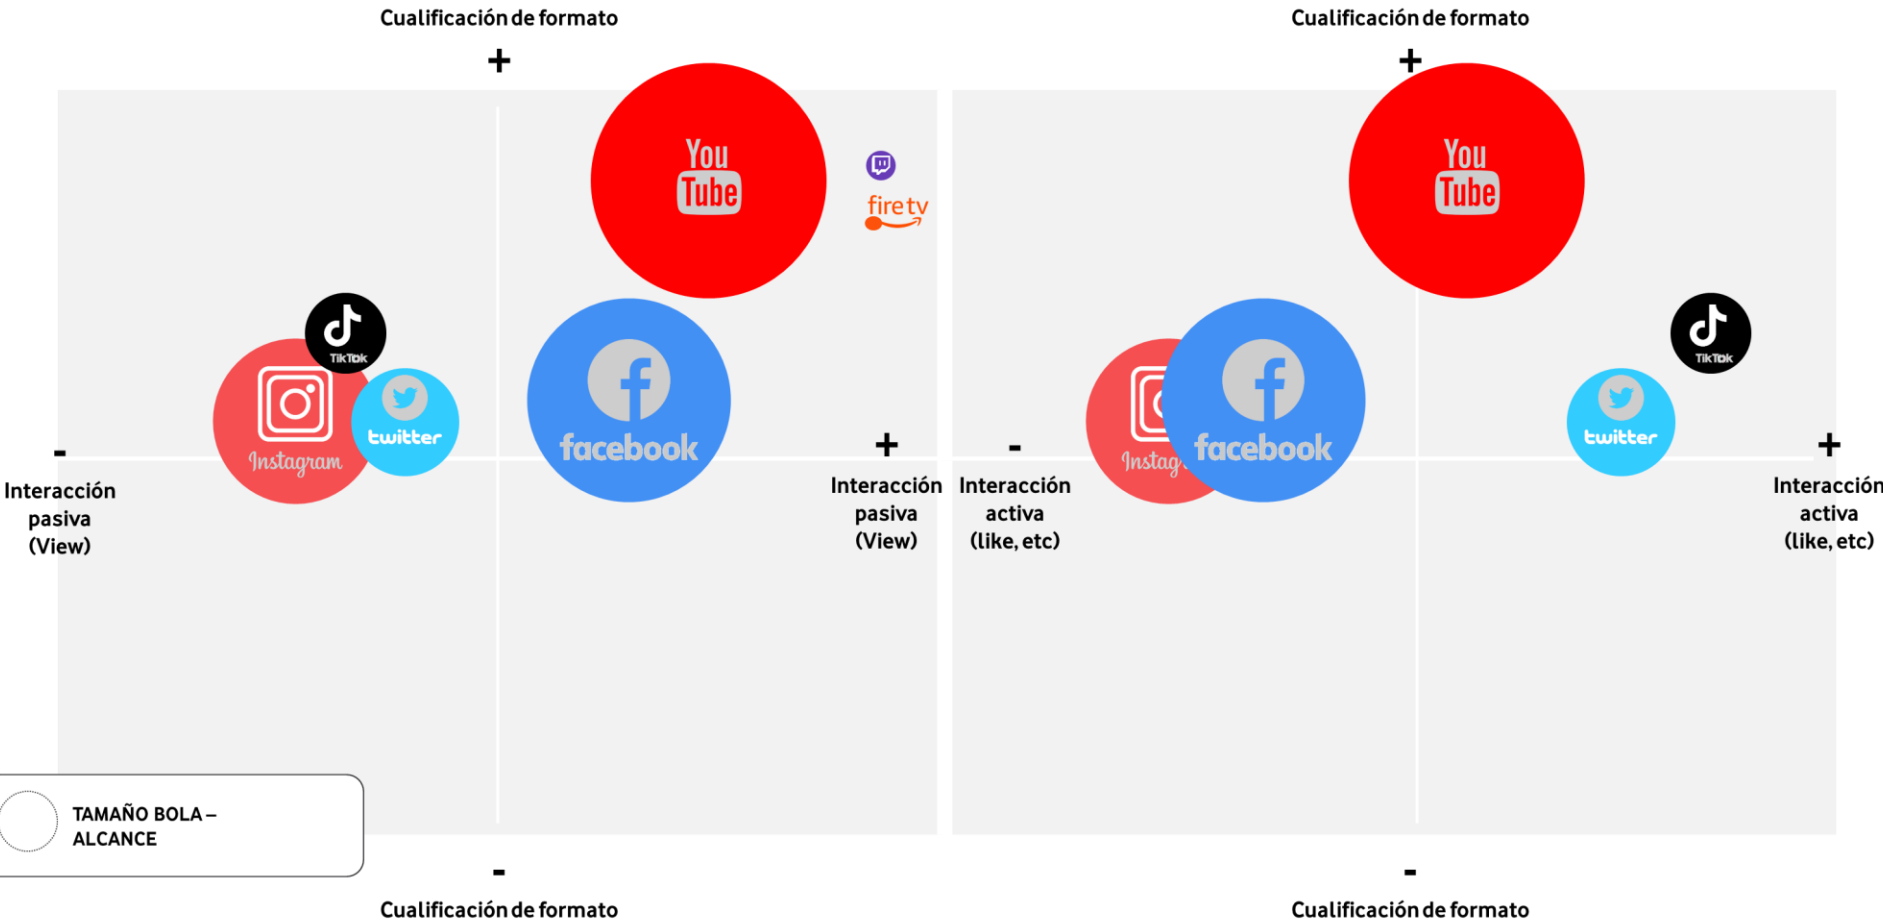 Cualificación de formato
+
You
Tube
fire tv
TikTok
Instagram
twitter
facebook
-
+
Interacción
pasiva
(View)
Interacción
pasiva
(View)
TAMAÑO BOLA –
ALCANCE
-
Cualificación de formato
Cualificación de formato
+
You
Tube
TikTok
Instag
facebook
twitter
-
+
Interacción
activa
(like, etc)
Interacción
activa
(like, etc)
-
Cualificación de formato